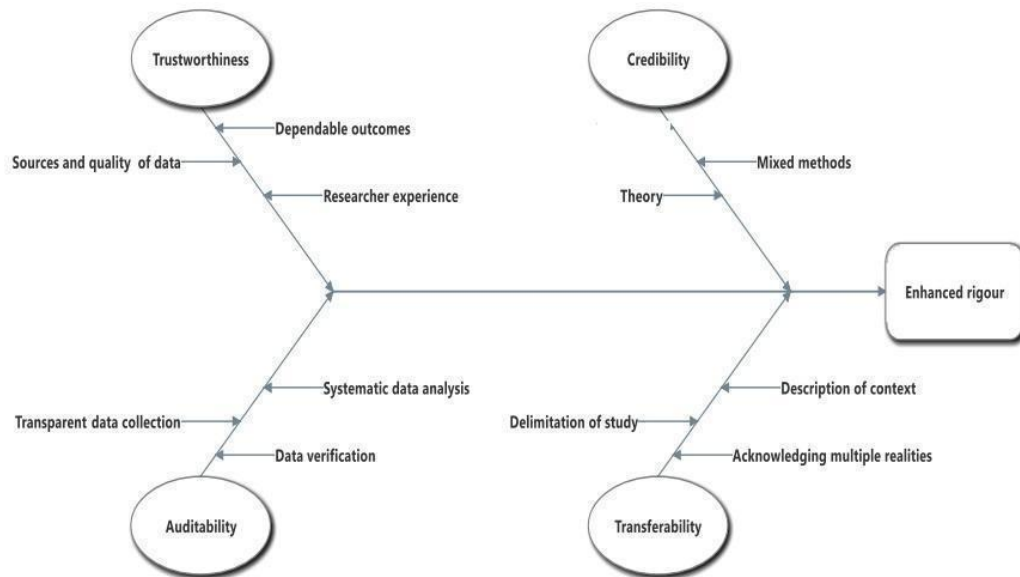 Trustworthiness
Credibility
Dependable outcomes
Sources and quality of data
Mixed methods
Researcher experience
Theory
Enhanced rigour
Systematic data analysis
Description of context
Transparent data collection
Delimitation of study
Data verification
Acknowledging multiple realities
Auditability
Transferability